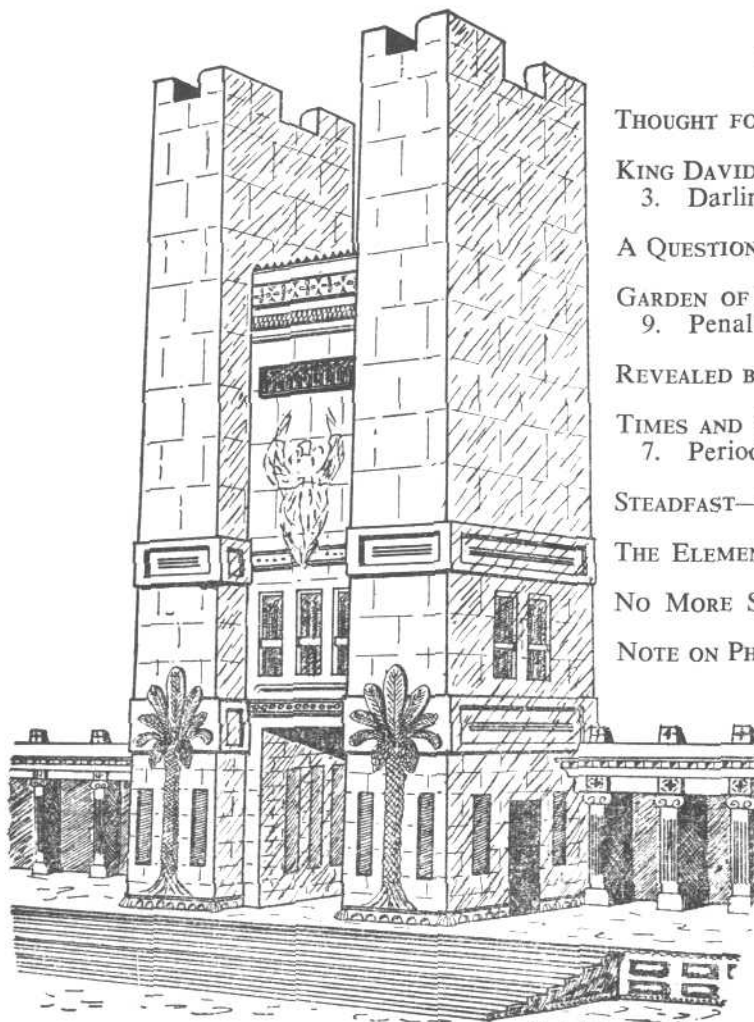 THOUGHT FO
KING DAVID
3. Darlin
A QUESTION
GARDEN OF
9. Penal
REVEALED B
TIMES AND
7. Period
STEADFAST—
THE ELEMEN
NO MORE S
NOTE ON PH